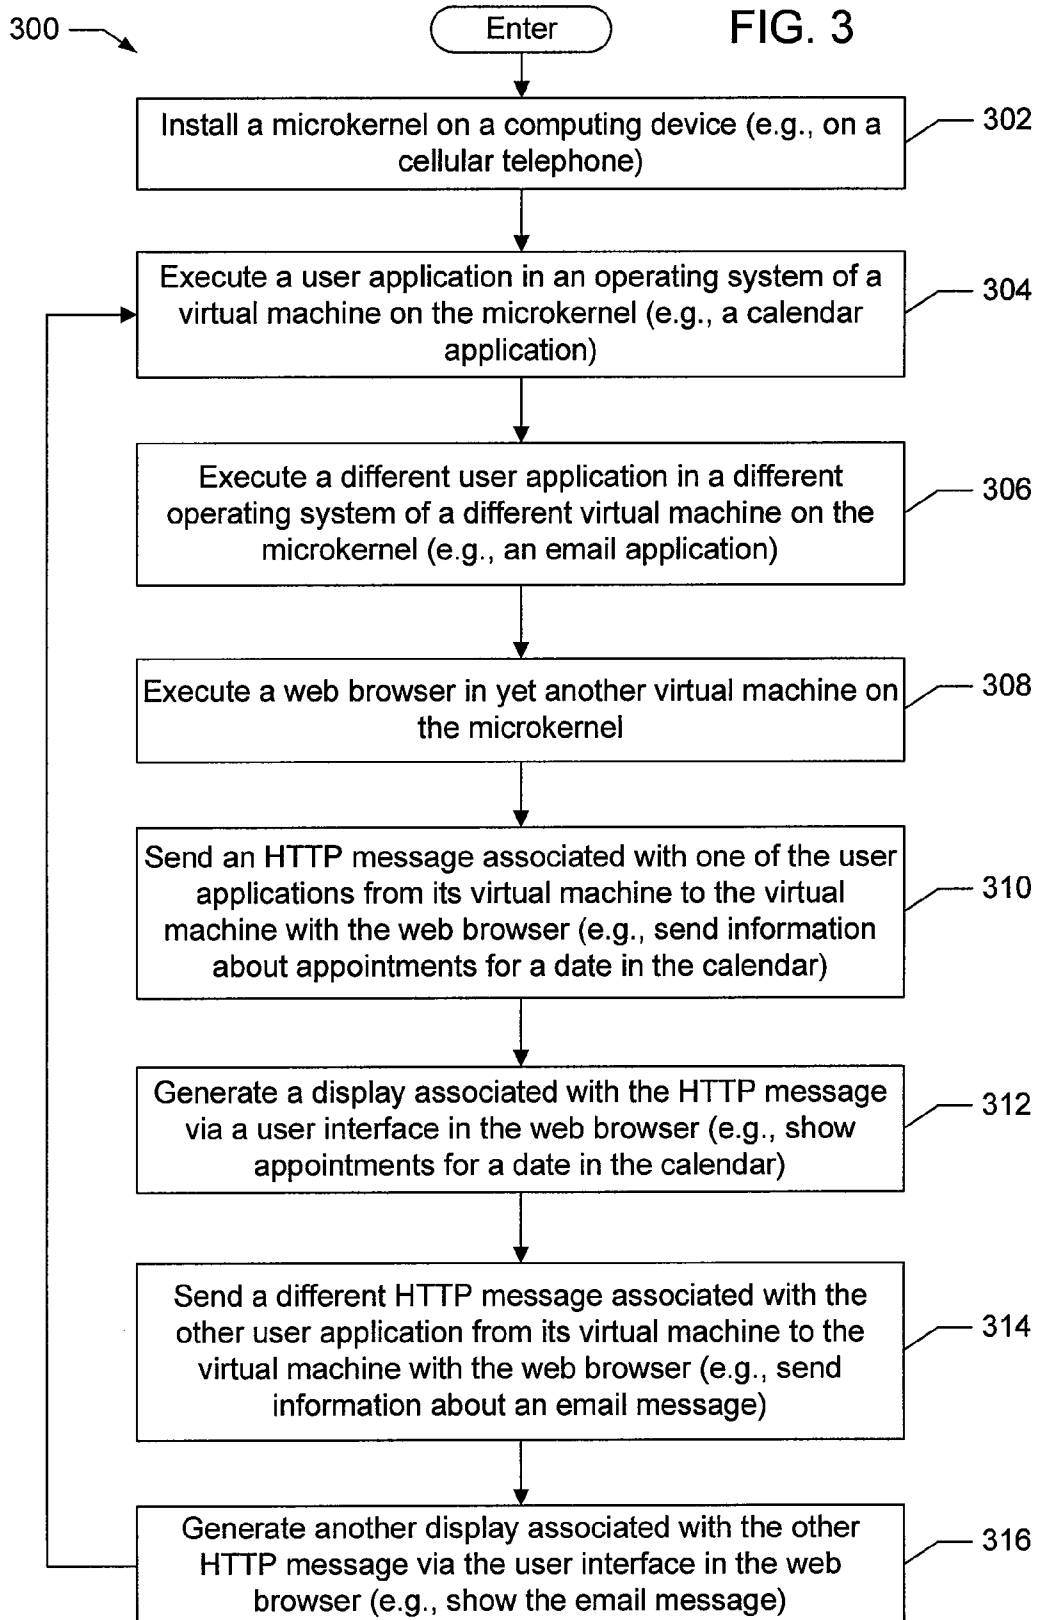 300
Enter
FIG. 3
Install a microkernel on a computing device (e.g., on a
cellular telephone)
302
Execute a user application in an operating system of a
virtual machine on the microkernel (e.g., a calendar
application)
304
Execute a different user application in a different
operating system of a different virtual machine on the
microkernel (e.g., an email application)
306
Execute a web browser in yet another virtual machine on
the microkernel
308
Send an HTTP message associated with one of the user
applications from its virtual machine to the virtual
machine with the web browser (e.g., send information
about appointments for a date in the calendar)
310
Generate a display associated with the HTTP message
via a user interface in the web browser (e.g., show
appointments for a date in the calendar)
312
Send a different HTTP message associated with the
other user application from its virtual machine to the
virtual machine with the web browser (e.g., send
information about an email message)
314
Generate another display associated with the other
HTTP message via the user interface in the web
browser (e.g., show the email message)
316